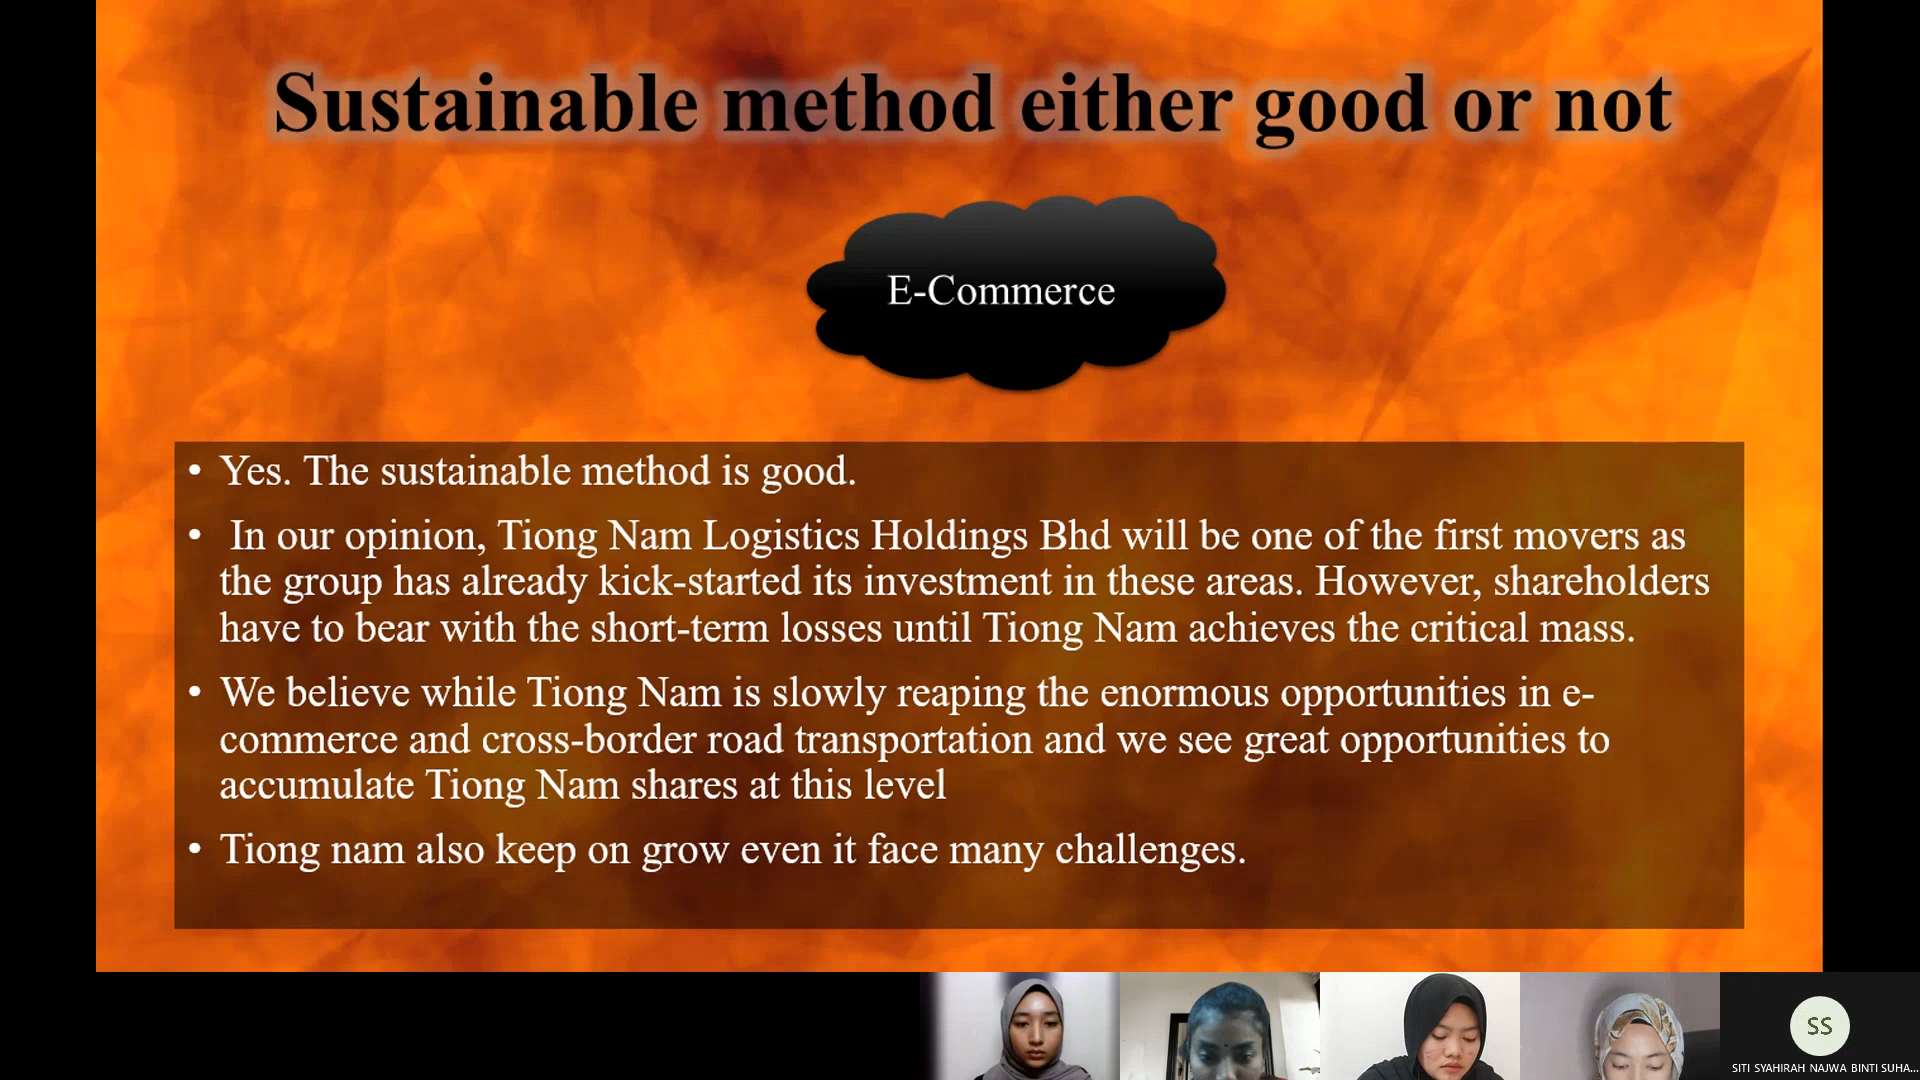 Sustainable method either good or not
E-Commerce
• Yes. The sustainable method is good.
• In our opinion, Tiong Nam Logistics Holdings Bhd will be one of the first movers as
the group has already kick-started its investment in these areas. However, shareholders
have to bear with the short-term losses until Tiong Nam achieves the critical mass.
• We believe while Tiong Nam is slowly reaping the enormous opportunities in e-
commerce and cross-border road transportation and we see great opportunities to
accumulate Tiong Nam shares at this level
• Tiong nam also keep on grow even it face many challenges.
SS
SITI SYAHIRAH NAJWA BINTI SUHA...